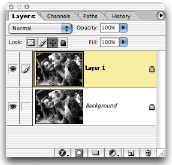 Layers Channels Paths History
Normal Opacity: 100%
Lock: Fill: 100%
Layer 1
Background